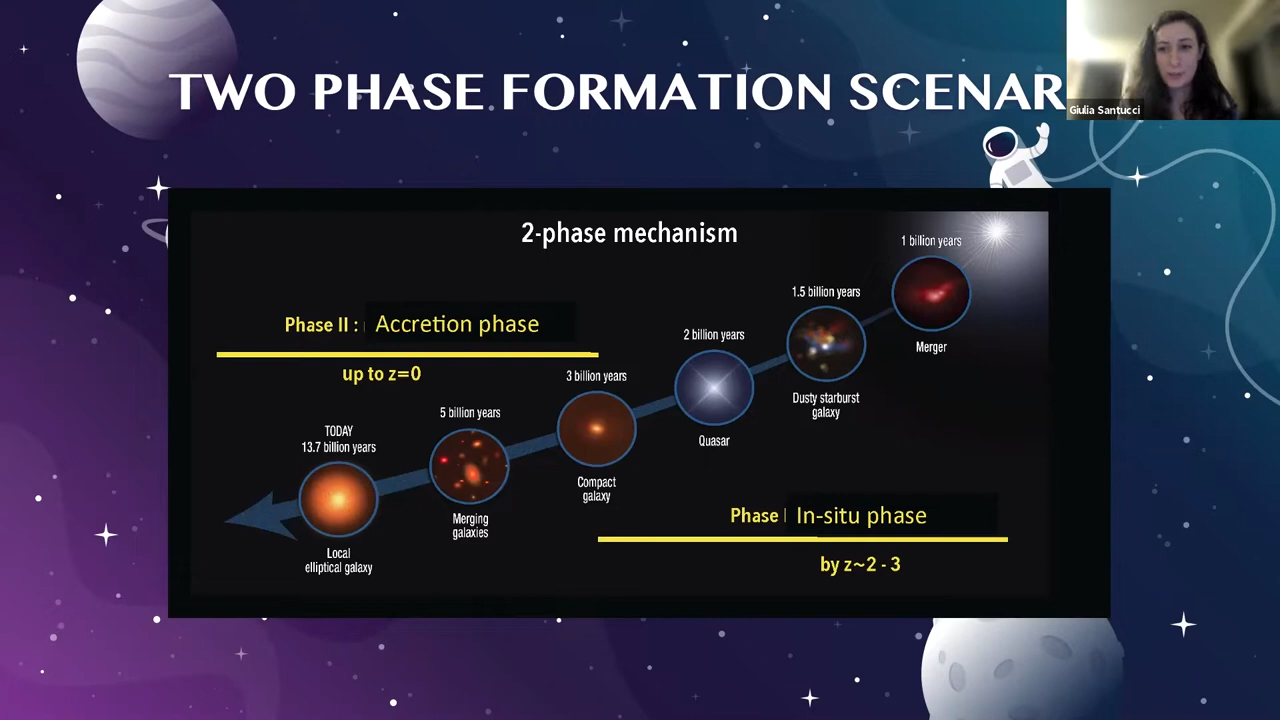 TWO PHASE FORMATION SCENAR
Giulia Santucci
2-phase mechanism
1 billion years
Merger
1.5 billion years
Dusty starburst
galaxy
2 billion years
Quasar
3 billion years
Compact
galaxy
5 billion years
Merging
galaxies
TODAY
13.7 billion years
Local
elliptical galaxy
Phase II : Accretion phase
up to z=0
Phase I In-situ phase
by z~2 - 3